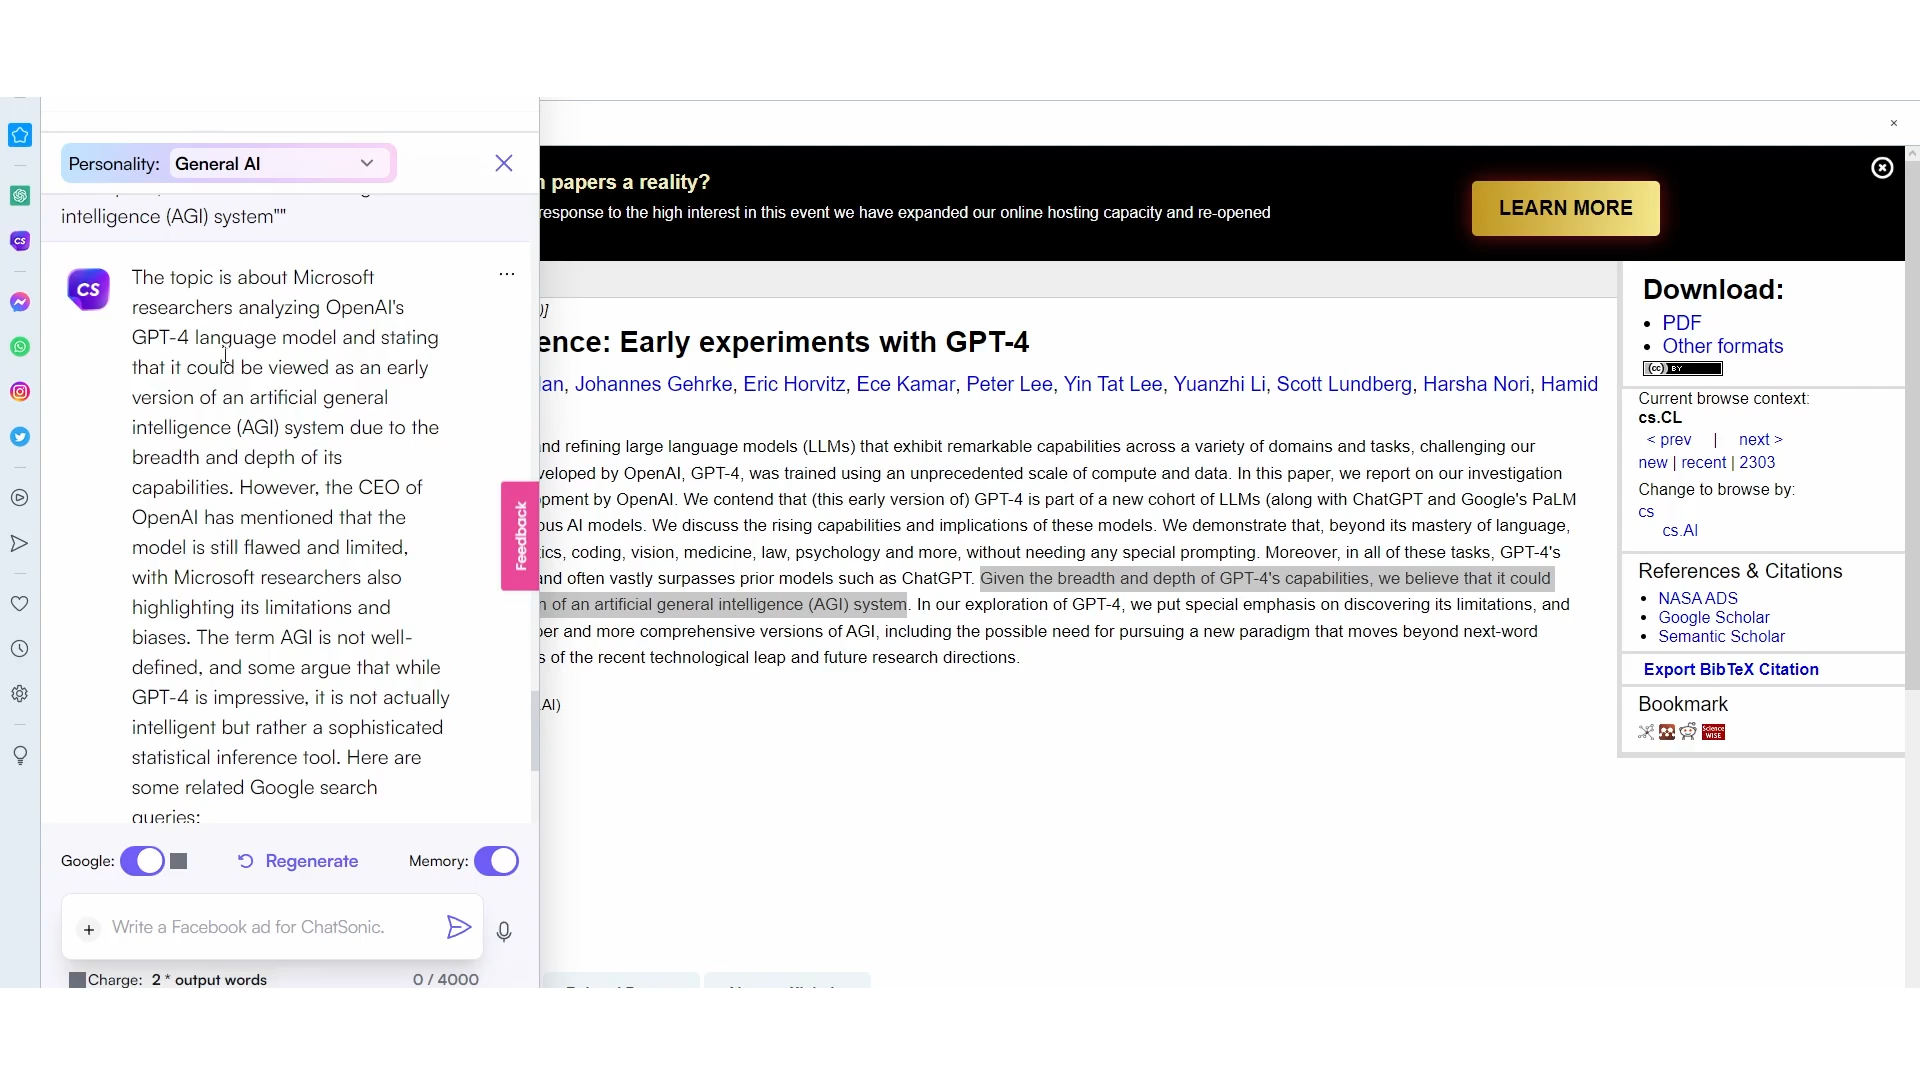 Personality: General AI
intelligence (AGI) system""
CS
The topic is about Microsoft
researchers analyzing OpenAI's
GPT-4 language model and stating
that it could be viewed as an early
version of an artificial general
intelligence (AGI) system due to the
breadth and depth of its
capabilities. However, the CEO of
OpenAI has mentioned that the
model is still flawed and limited,
with Microsoft researchers also
highlighting its limitations and
biases. The term AGI is not well-
defined, and some argue that while
GPT-4 is impressive, it is not actually
intelligent but rather a sophisticated
statistical inference tool. Here are
some related Google search
queries:
Feedback
Google:
Regenerate
Memory:
Write a Facebook ad for ChatSonic.
Charge: 2 * output words
0 / 4000
CS
papers a reality?
response to the high interest in this event we have expanded our online hosting capacity and re-opened
LEARN MORE
ence: Early experiments with GPT-4
lan, Johannes Gehrke, Eric Horvitz, Ece Kamar, Peter Lee, Yin Tat Lee, Yuanzhi Li, Scott Lundberg, Harsha Nori, Hamid
nd refining large language models (LLMs) that exhibit remarkable capabilities across a variety of domains and tasks, challenging our
veloped by OpenAI, GPT-4, was trained using an unprecedented scale of compute and data. In this paper, we report on our investigation
pment by OpenAI. We contend that (this early version of) GPT-4 is part of a new cohort of LLMs (along with ChatGPT and Google's PaLM
ous AI models. We discuss the rising capabilities and implications of these models. We demonstrate that, beyond its mastery of language,
tics, coding, vision, medicine, law, psychology and more, without needing any special prompting. Moreover, in all of these tasks, GPT-4's
and often vastly surpasses prior models such as ChatGPT. Given the breadth and depth of GPT-4's capabilities, we believe that it could
n of an artificial general intelligence (AGI) system. In our exploration of GPT-4, we put special emphasis on discovering its limitations, and
per and more comprehensive versions of AGI, including the possible need for pursuing a new paradigm that moves beyond next-word
s of the recent technological leap and future research directions.
.AI)
Download:
PDF
Other formats
(cc) BY
Current browse context:
cs.CL
< prev | next >
new | recent | 2303
Change to browse by:
cs
cs.AI
References & Citations
NASA ADS
Google Scholar
Semantic Scholar
Export BibTeX Citation
Bookmark
Science
WISE